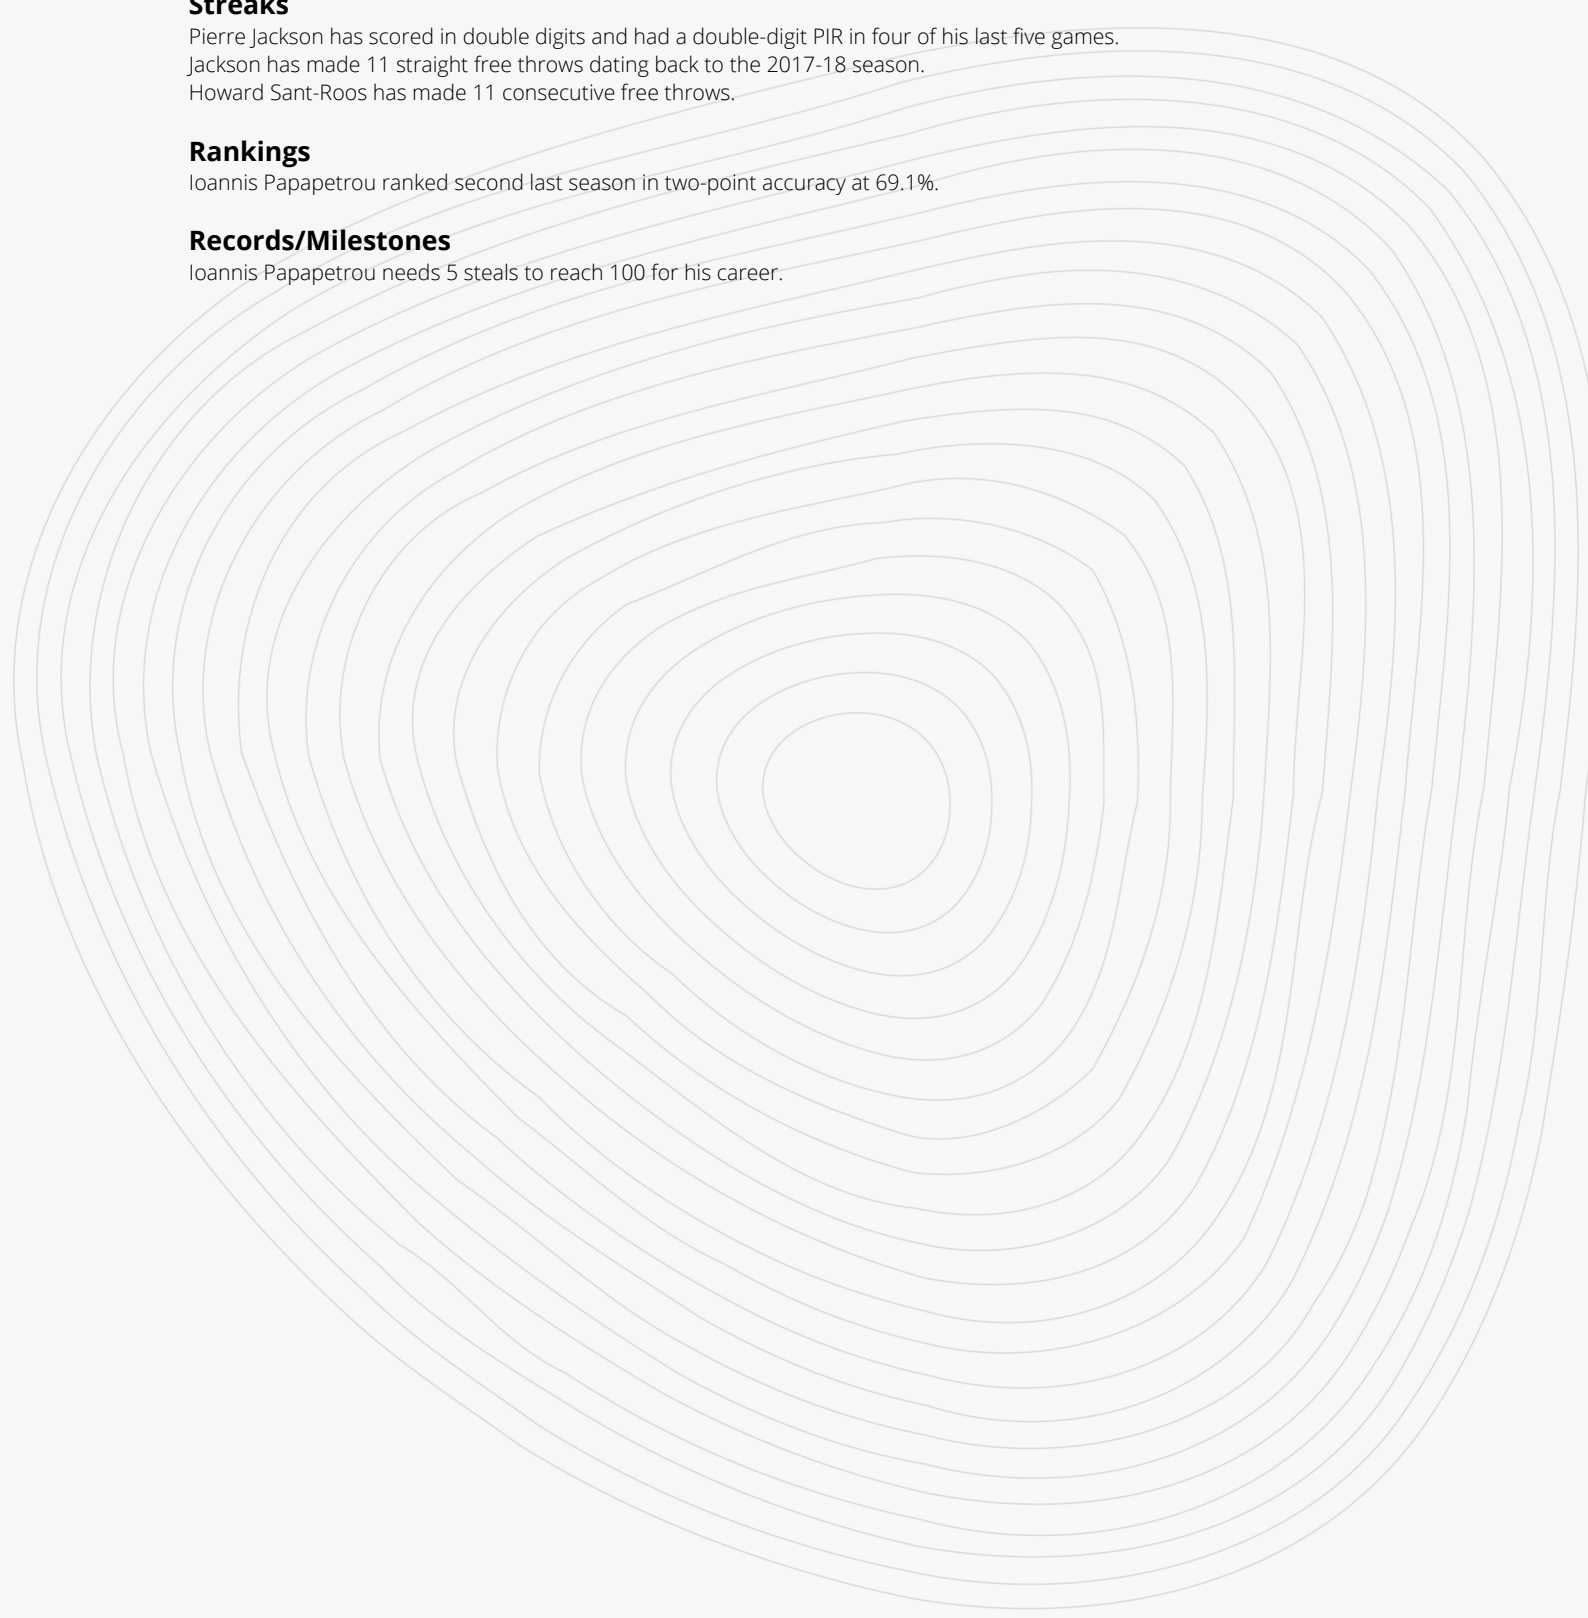 Streaks
Pierre Jackson has scored in double digits and had a double-digit PIR in four of his last five games.
Jackson has made 11 straight free throws dating back to the 2017-18 season.
Howard Sant-Roos has made 11 consecutive free throws.
Rankings
Ioannis Papapetrou ranked second last season in two-point accuracy at 69.1%.
Records/Milestones
Ioannis Papapetrou needs 5 steals to reach 100 for his career.